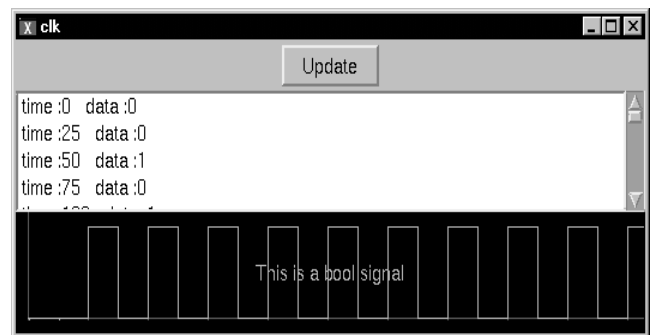 X clk
Update
time :0 data :0
time :25 data :0
time :50 data :1
time :75 data :0
This is a bool signal